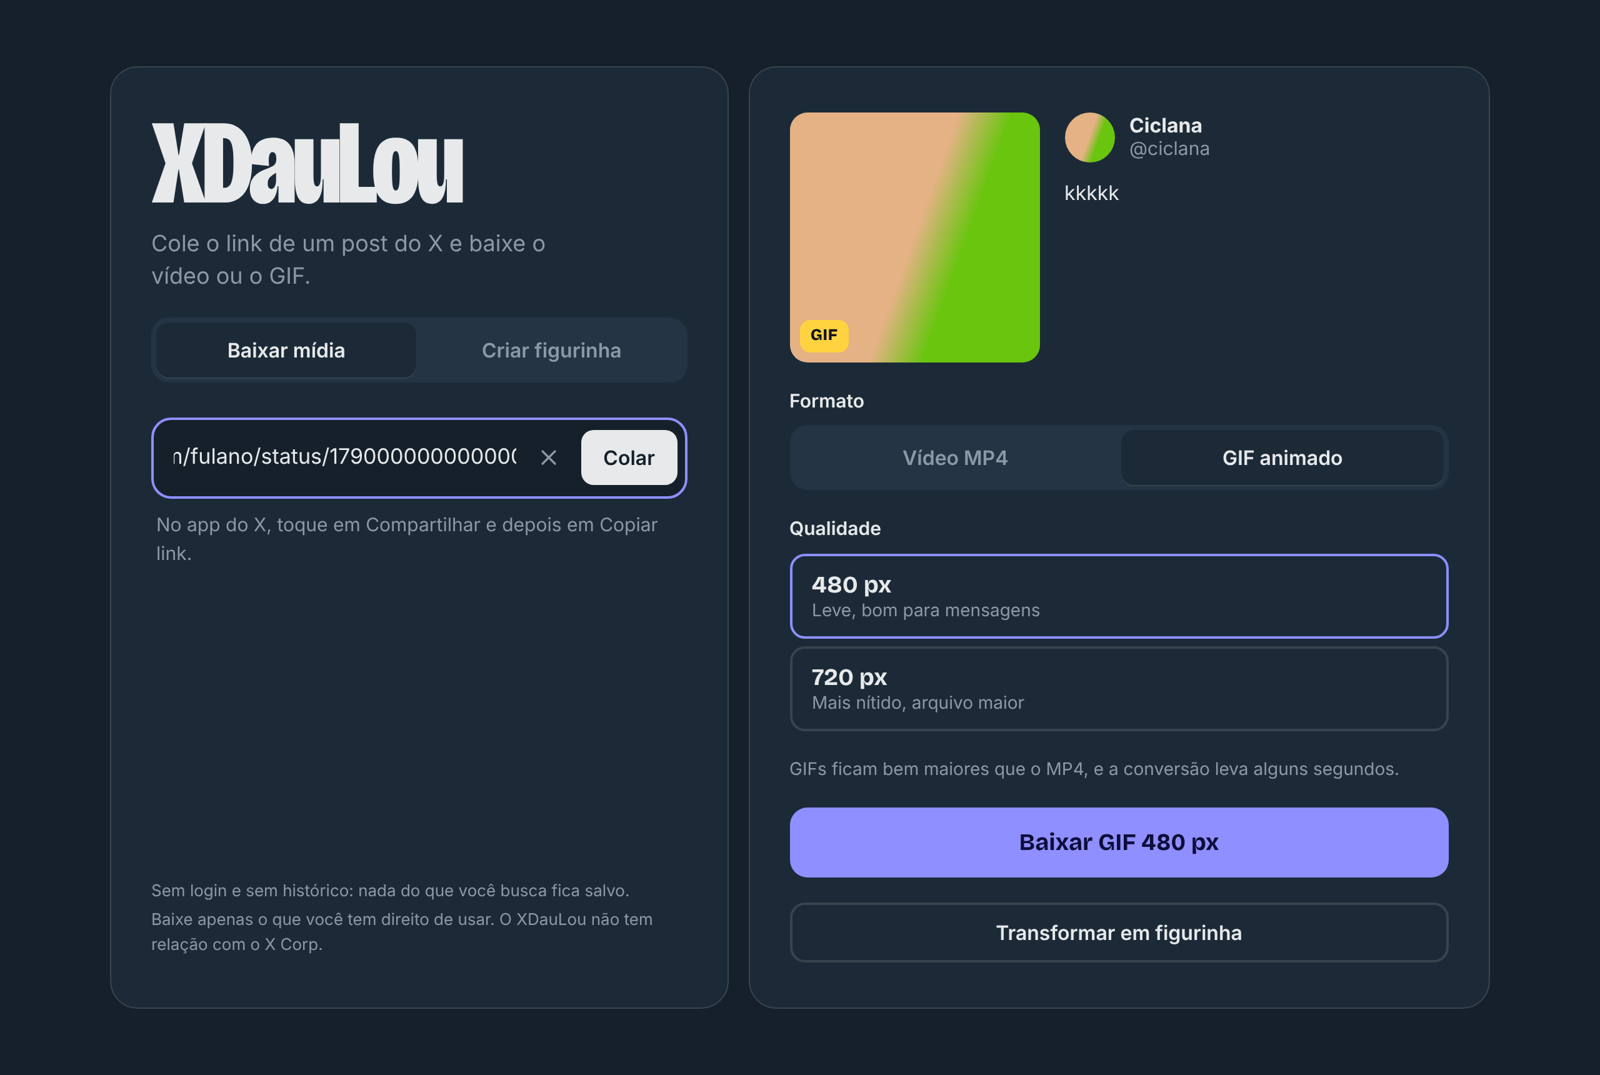 XDauLou
Cole o link de um post do X e baixe o
vídeo ou o GIF.
Baixar mídia
Criar figurinha
/fulano/status/179000000000000
Colar
No app do X, toque em Compartilhar e depois em Copiar
link.
Sem login e sem histórico: nada do que você busca fica salvo.
Baixe apenas o que você tem direito de usar. O XDauLou não tem
relação com o X Corp.
GIF
Ciclana
@ciclana
kkkkk
Formato
Vídeo MP4
GIF animado
Qualidade
480 px
Leve, bom para mensagens
720 px
Mais nítido, arquivo maior
GIFs ficam bem maiores que o MP4, e a conversão leva alguns segundos.
Baixar GIF 480 px
Transformar em figurinha